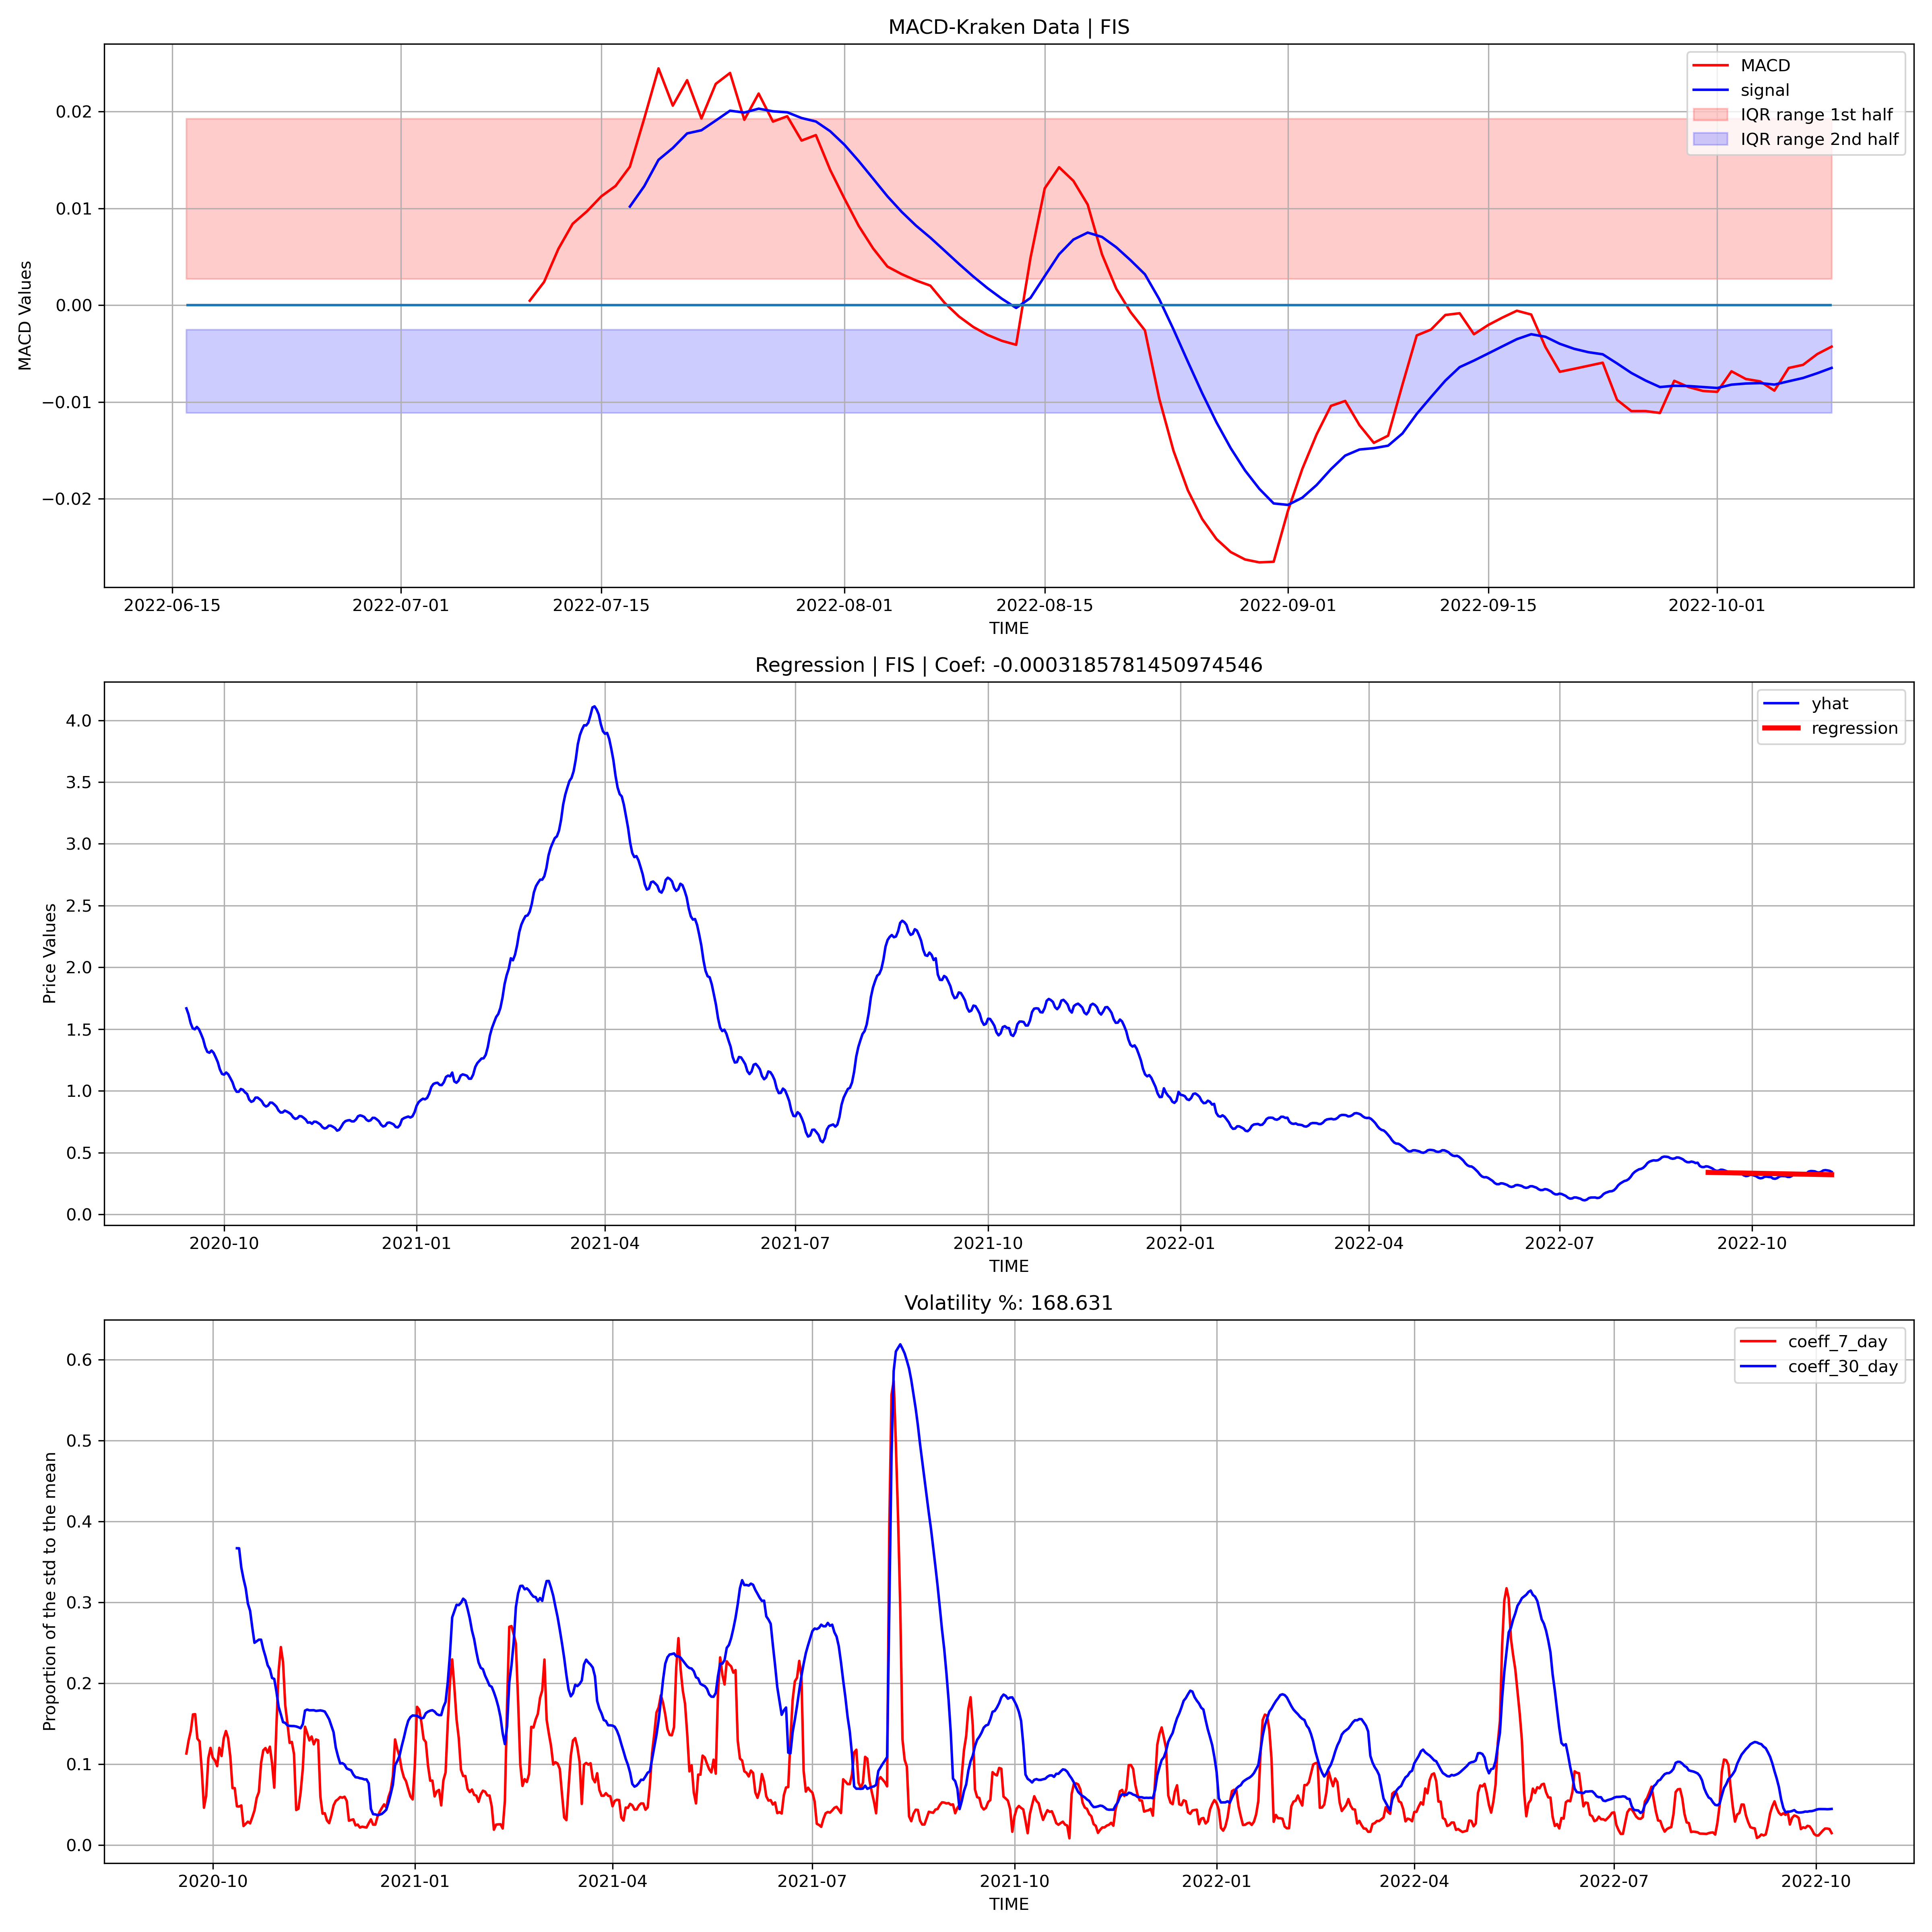 MACD-Kraken Data | FIS
MACD Values
0.02
0.01
0.00
−0.01
−0.02
MACD
signal
IQR range 1st half
IQR range 2nd half
2022-06-15 2022-07-01 2022-07-15 2022-08-01 2022-08-15 2022-09-01 2022-09-15 2022-10-01
TIME
Regression | FIS | Coef: -0.0003185781450974546
Price Values
4.0
3.5
3.0
2.5
2.0
1.5
1.0
0.5
0.0
yhat
regression
2020-10 2021-01 2021-04 2021-07 2021-10 2022-01 2022-04 2022-07 2022-10
TIME
Volatility %: 168.631
Proportion of the std to the mean
0.6
0.5
0.4
0.3
0.2
0.1
0.0
coeff_7_day
coeff_30_day
2020-10 2021-01 2021-04 2021-07 2021-10 2022-01 2022-04 2022-07 2022-10
TIME